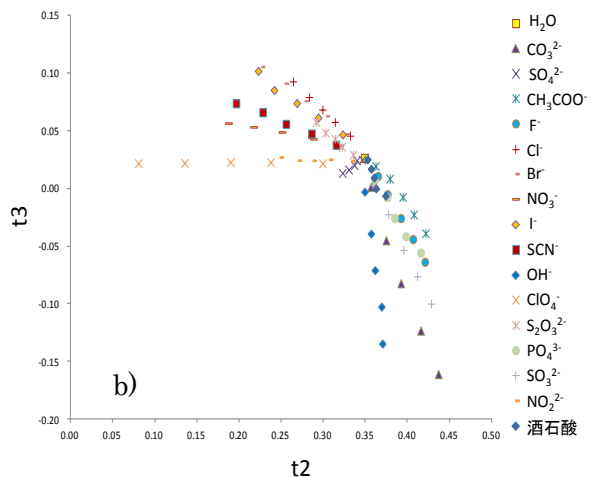 0.15
0.10
0.05
0.00
-0.05
-0.10
-0.15
-0.20
t3
b)
0.00 0.05 0.10 0.15 0.20 0.25 0.30 0.35 0.40 0.45 0.50
t2
H₂O
CO₃²⁻
SO₄²⁻
CH₃COO⁻
F⁻
Cl⁻
Br⁻
NO₃⁻
I⁻
SCN⁻
OH⁻
ClO₄⁻
S₂O₃²⁻
PO₄³⁻
SO₃²⁻
NO₂²⁻
酒石酸